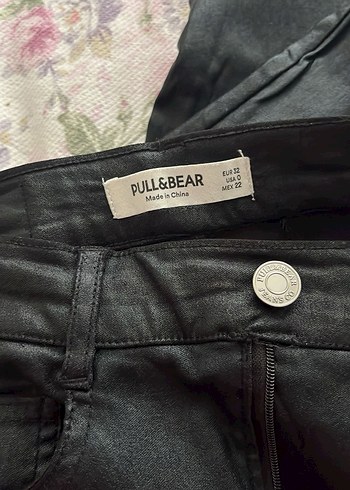 PULL&BEAR
Made in China
EUR 32
USA 0
MEX 22
PULL&BEAR
JEANS CO